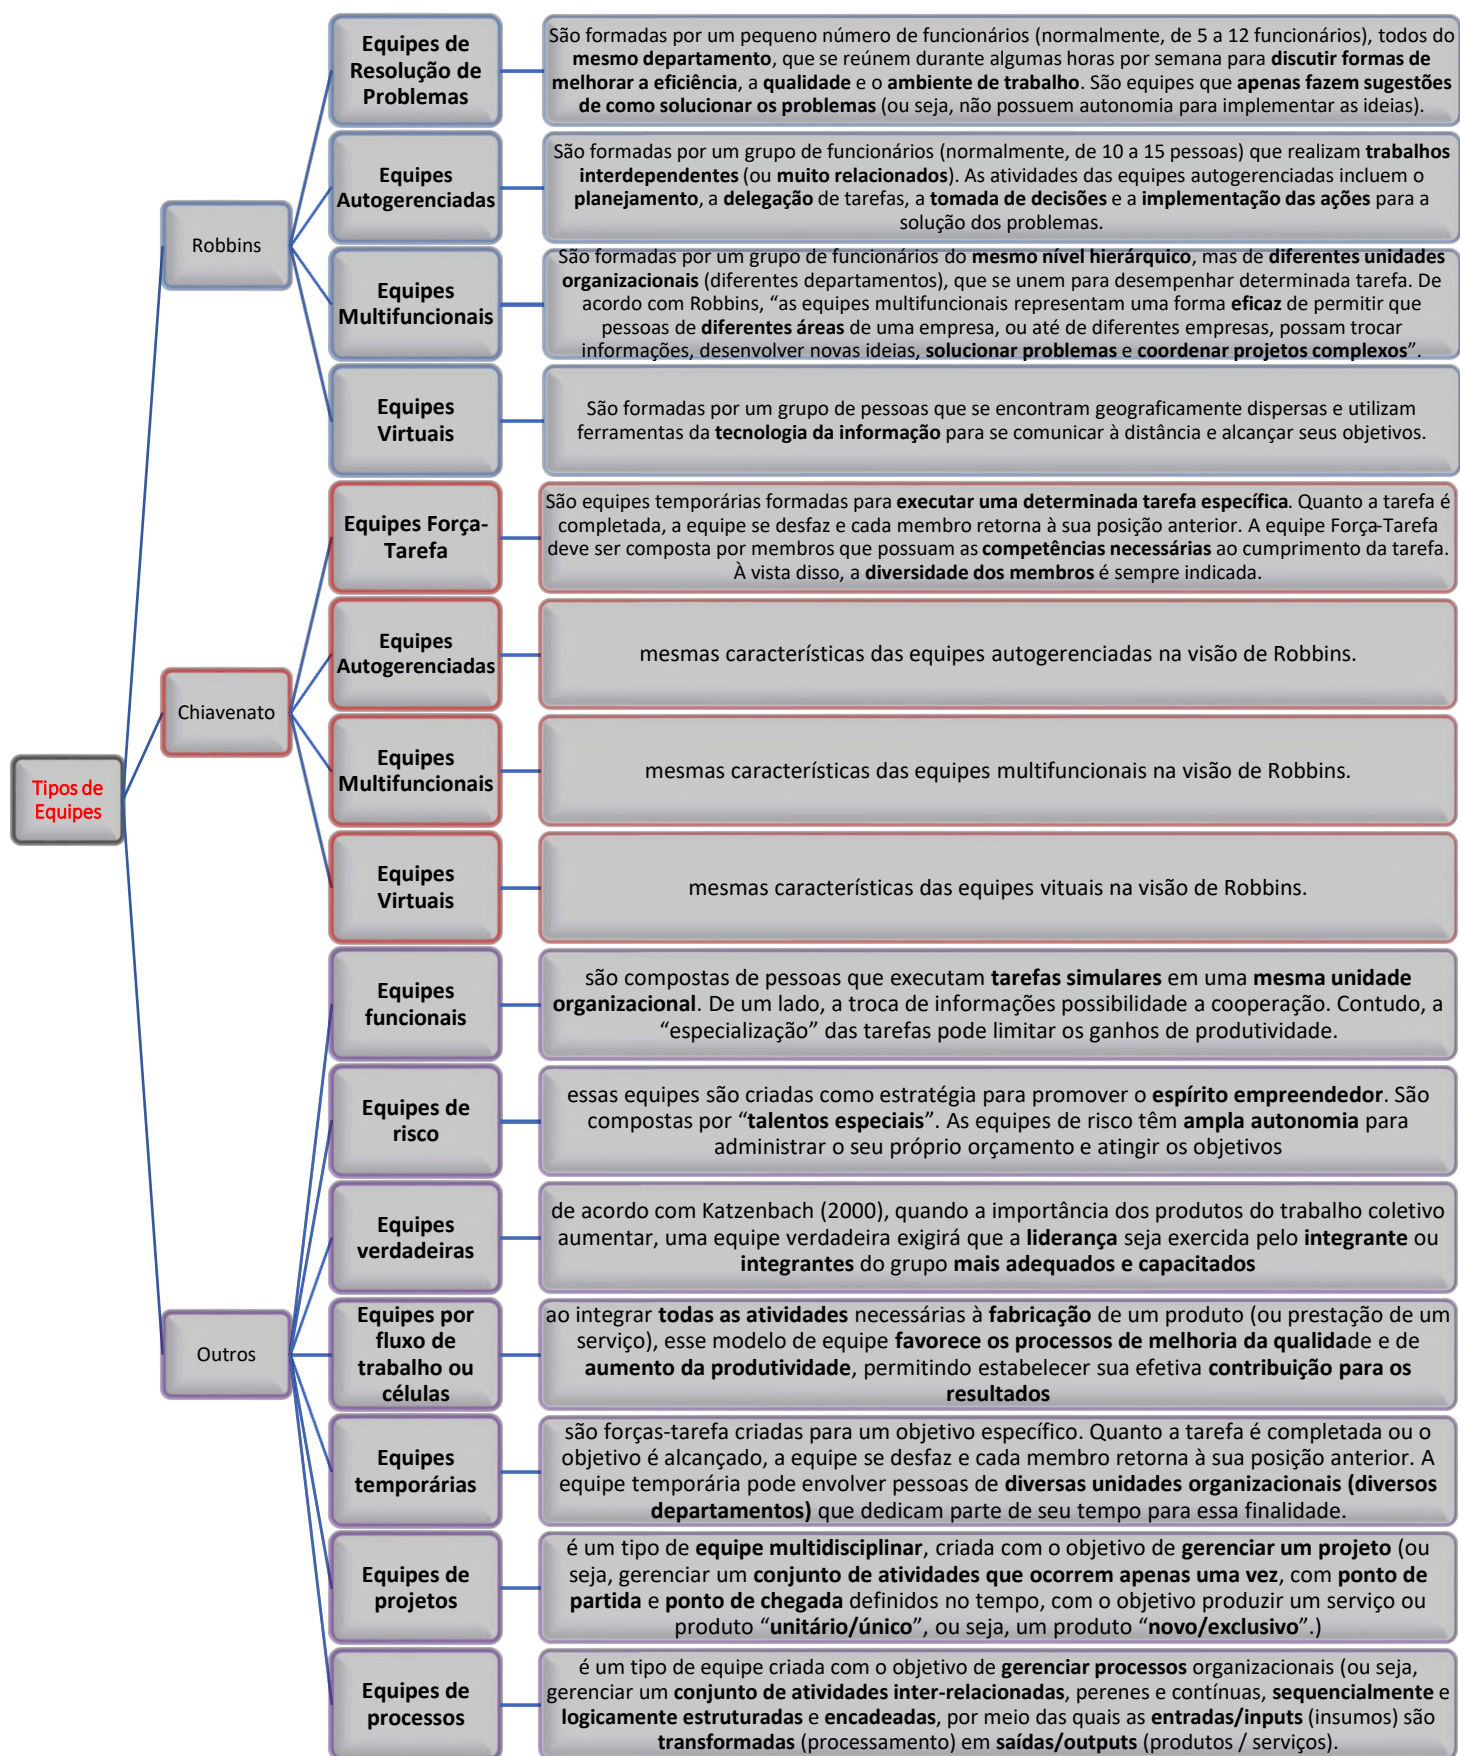 Tipos de
Equipes
Robbins
Equipes de
Resolução de
Problemas
São formadas por um pequeno número de funcionários (normalmente, de 5 a 12 funcionários), todos do
mesmo departamento, que se reúnem durante algumas horas por semana para discutir formas de
melhorar a eficiência, a qualidade e o ambiente de trabalho. São equipes que apenas fazem sugestões
de como solucionar os problemas (ou seja, não possuem autonomia para implementar as ideias).
Equipes
Autogerenciadas
São formadas por um grupo de funcionários (normalmente, de 10 a 15 pessoas) que realizam trabalhos
interdependentes (ou muito relacionados). As atividades das equipes autogerenciadas incluem o
planejamento, a delegação de tarefas, a tomada de decisões e a implementação das ações para a
solução dos problemas.
Equipes
Multifuncionais
São formadas por um grupo de funcionários do mesmo nível hierárquico, mas de diferentes unidades
organizacionais (diferentes departamentos), que se unem para desempenhar determinada tarefa. De
acordo com Robbins, “as equipes multifuncionais representam uma forma eficaz de permitir que
pessoas de diferentes áreas de uma empresa, ou até de diferentes empresas, possam trocar
informações, desenvolver novas ideias, solucionar problemas e coordenar projetos complexos”.
Equipes
Virtuais
São formadas por um grupo de pessoas que se encontram geograficamente dispersas e utilizam
ferramentas da tecnologia da informação para se comunicar à distância e alcançar seus objetivos.
Chiavenato
Equipes Força-
Tarefa
São equipes temporárias formadas para executar uma determinada tarefa específica. Quanto a tarefa é
completada, a equipe se desfaz e cada membro retorna à sua posição anterior. A equipe Força-Tarefa
deve ser composta por membros que possuam as competências necessárias ao cumprimento da tarefa.
À vista disso, a diversidade dos membros é sempre indicada.
Equipes
Autogerenciadas
mesmas características das equipes autogerenciadas na visão de Robbins.
Equipes
Multifuncionais
mesmas características das equipes multifuncionais na visão de Robbins.
Equipes
Virtuais
mesmas características das equipes vituais na visão de Robbins.
Outros
Equipes
funcionais
são compostas de pessoas que executam tarefas simulares em uma mesma unidade
organizacional. De um lado, a troca de informações possibilidade a cooperação. Contudo, a
“especialização” das tarefas pode limitar os ganhos de produtividade.
Equipes de
risco
essas equipes são criadas como estratégia para promover o espírito empreendedor. São
compostas por “talentos especiais”. As equipes de risco têm ampla autonomia para
administrar o seu próprio orçamento e atingir os objetivos
Equipes
verdadeiras
de acordo com Katzenbach (2000), quando a importância dos produtos do trabalho coletivo
aumentar, uma equipe verdadeira exigirá que a liderança seja exercida pelo integrante ou
integrantes do grupo mais adequados e capacitados
Equipes por
fluxo de
trabalho ou
células
ao integrar todas as atividades necessárias à fabricação de um produto (ou prestação de um
serviço), esse modelo de equipe favorece os processos de melhoria da qualidade e de
aumento da produtividade, permitindo estabelecer sua efetiva contribuição para os
resultados
Equipes
temporárias
são forças-tarefa criadas para um objetivo específico. Quanto a tarefa é completada ou o
objetivo é alcançado, a equipe se desfaz e cada membro retorna à sua posição anterior. A
equipe temporária pode envolver pessoas de diversas unidades organizacionais (diversos
departamentos) que dedicam parte de seu tempo para essa finalidade.
Equipes de
projetos
é um tipo de equipe multidisciplinar, criada com o objetivo de gerenciar um projeto (ou
seja, gerenciar um conjunto de atividades que ocorrem apenas uma vez, com ponto de
partida e ponto de chegada definidos no tempo, com o objetivo produzir um serviço ou
produto “unitário/único”, ou seja, um produto “novo/exclusivo”.)
Equipes de
processos
é um tipo de equipe criada com o objetivo de gerenciar processos organizacionais (ou seja,
gerenciar um conjunto de atividades inter-relacionadas, perenes e contínuas, sequencialmente e
logicamente estruturadas e encadeadas, por meio das quais as entradas/inputs (insumos) são
transformadas (processamento) em saídas/outputs (produtos / serviços).